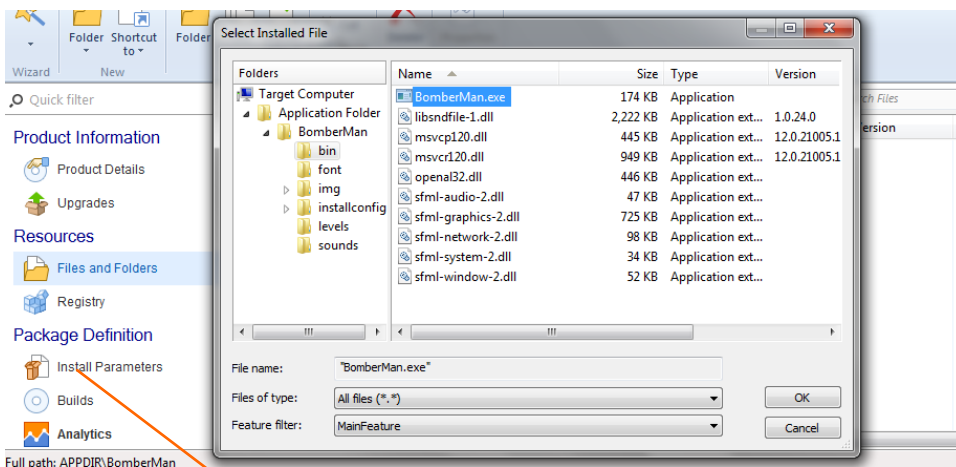 Folder Shortcut Folder
to
Wizard New
Quick filter
Product Information
Product Details
Upgrades
Resources
Files and Folders
Registry
Package Definition
Install Parameters
Builds
Analytics
Full path: APPDIR\BomberMan
Select Installed File
Folders
Target Computer
Application Folder
BomberMan
bin
font
img
installconfig
levels
sounds
Name Size Type Version
BomberMan.exe 174 KB Application
libsndfile-1.dll 2,222 KB Application ext... 1.0.24.0
msvcp120.dll 445 KB Application ext... 12.0.21005.1
msvcr120.dll 949 KB Application ext... 12.0.21005.1
openal32.dll 446 KB Application ext...
sfml-audio-2.dll 47 KB Application ext...
sfml-graphics-2.dll 725 KB Application ext...
sfml-network-2.dll 98 KB Application ext...
sfml-system-2.dll 34 KB Application ext...
sfml-window-2.dll 52 KB Application ext...
File name: "BomberMan.exe"
Files of type: All files (*.*) OK
Feature filter: MainFeature Cancel
ch Files
ersion